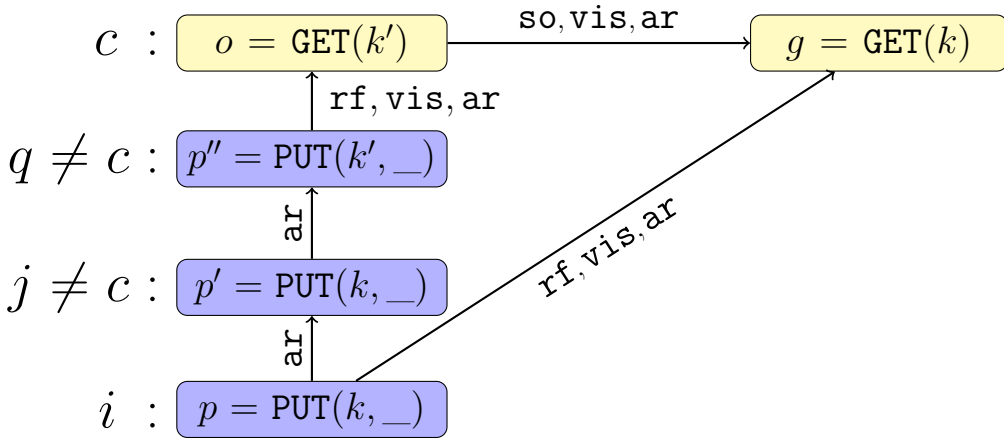 so,vis,ar
c : o = GET(k′) g = GET(k)
rf,vis,ar
q ≠ c : p″ = PUT(k′, _)
ar
rf,vis,ar
j ≠ c : p′ = PUT(k, _)
ar
i : p = PUT(k, _)